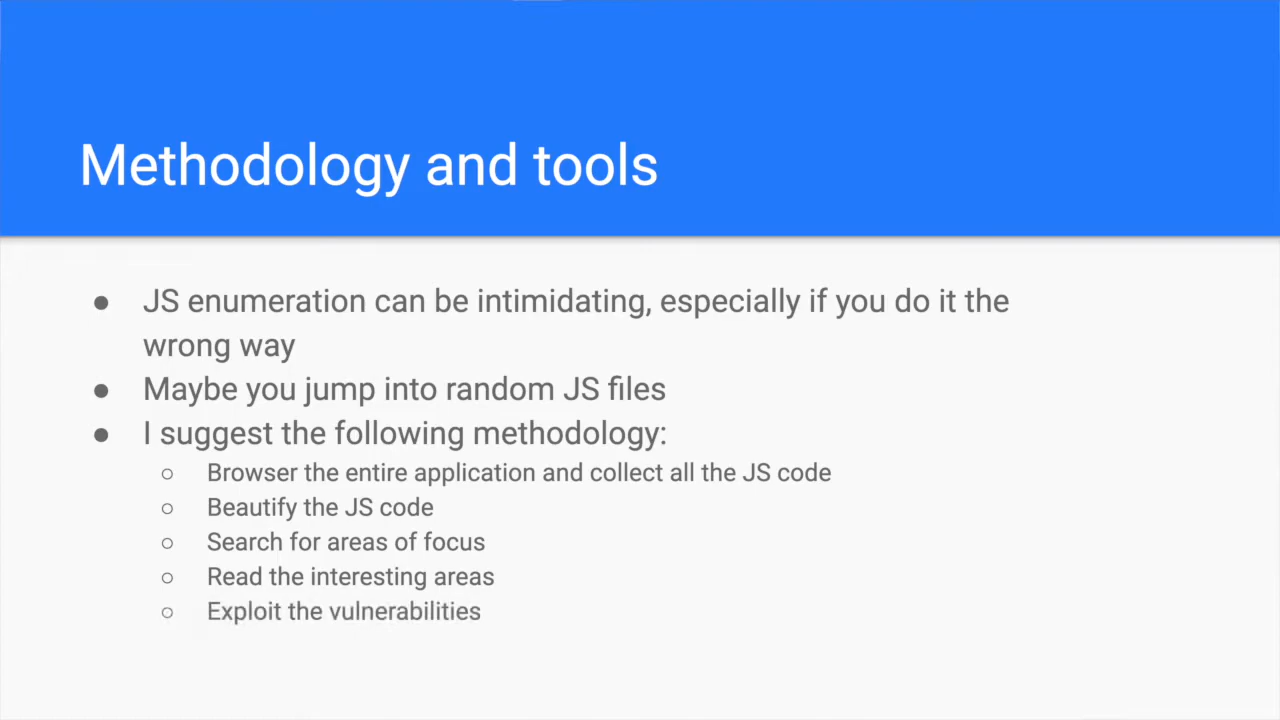 Methodology and tools
● JS enumeration can be intimidating, especially if you do it the
wrong way
● Maybe you jump into random JS files
● I suggest the following methodology:
○ Browser the entire application and collect all the JS code
○ Beautify the JS code
○ Search for areas of focus
○ Read the interesting areas
○ Exploit the vulnerabilities